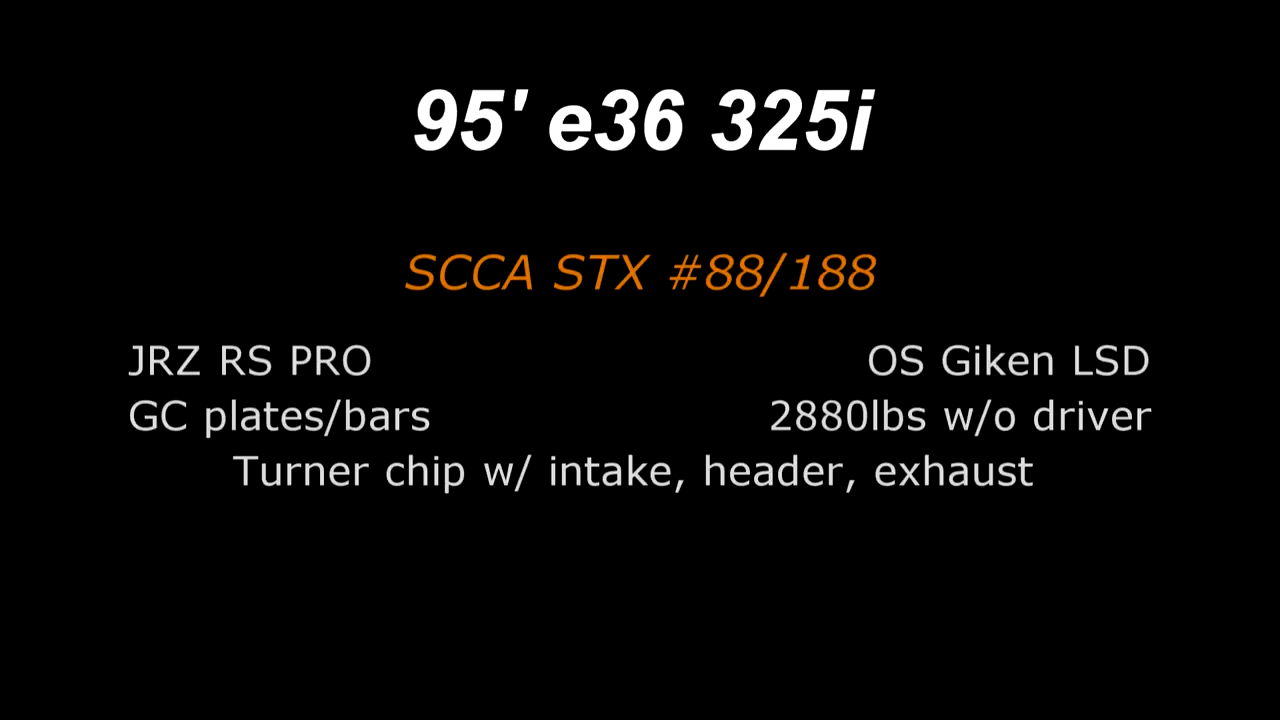 95' e36 325i
SCCA STX #88/188
JRZ RS PRO OS Giken LSD
GC plates/bars 2880lbs w/o driver
Turner chip w/ intake, header, exhaust